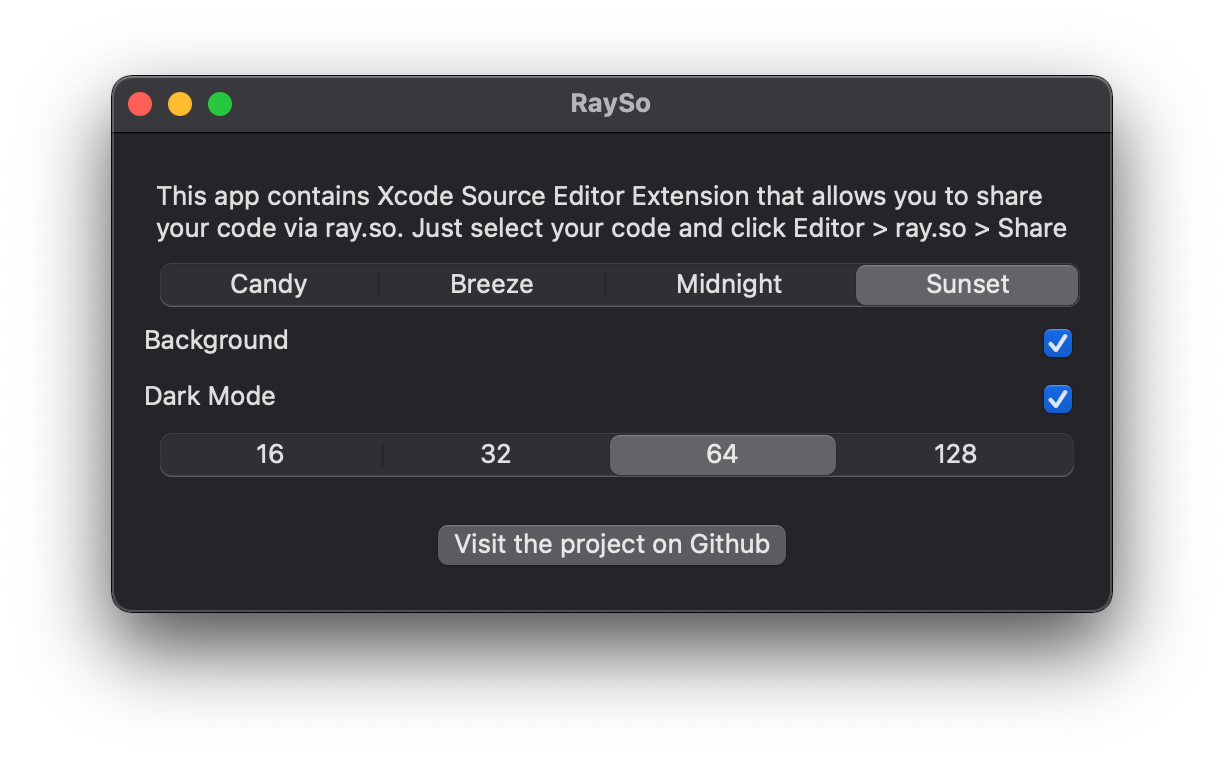 RaySo
This app contains Xcode Source Editor Extension that allows you to share
your code via ray.so. Just select your code and click Editor > ray.so > Share
Candy Breeze Midnight Sunset
Background
Dark Mode
16 32 64 128
Visit the project on Github